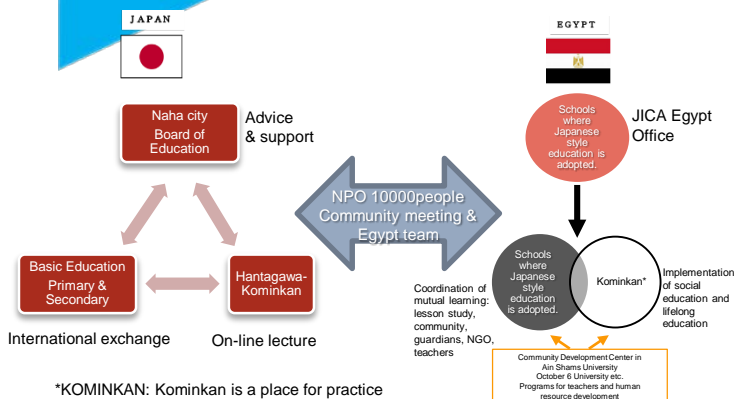 JAPAN
EGYPT
Naha city
Board of
Education
Advice
& support
Schools
where
Japanese
style
education is
adopted.
JICA Egypt
Office
NPO 10000people
Community meeting &
Egypt team
Basic Education
Primary &
Secondary
Hantagawa-
Kominkan
International exchange
On-line lecture
Coordination of
mutual learning:
lesson study,
community,
guardians, NGO,
teachers
Schools
where
Japanese
style
education
is adopted.
Kominkan*
Implementation
of social
education and
lifelong
education
Community Development Center in
Ain Shams University
October 6 University etc.
Programs for teachers and human
resource development
*KOMINKAN: Kominkan is a place for practice